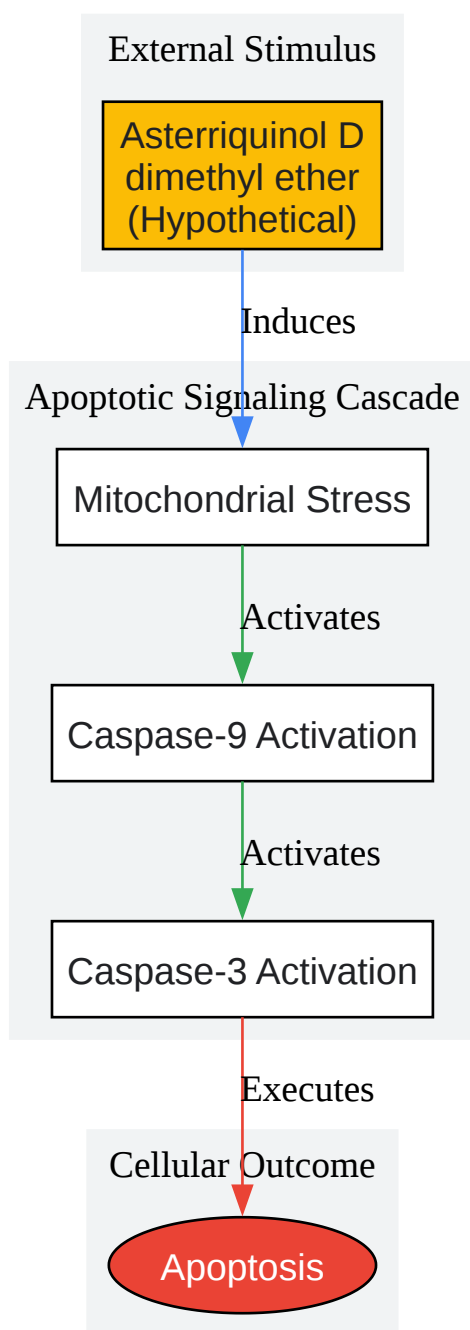 External Stimulus
Asterriquinol D
dimethyl ether
(Hypothetical)
Induces
Apoptotic Signaling Cascade
Mitochondrial Stress
Activates
Caspase-9 Activation
Activates
Caspase-3 Activation
Executes
Cellular Outcome
Apoptosis